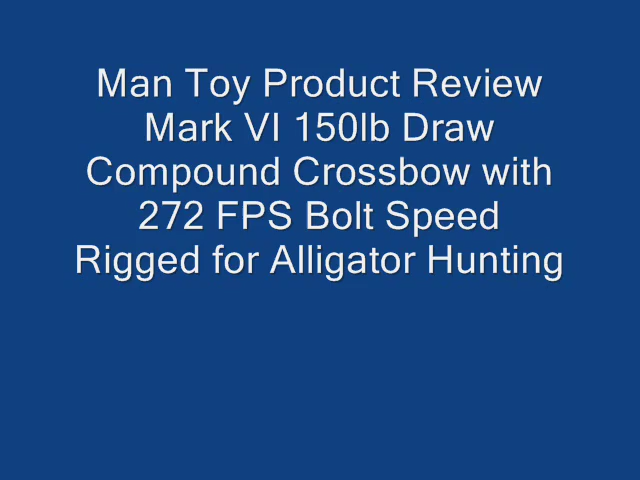 Man Toy Product Review
Mark VI 150lb Draw
Compound Crossbow with
272 FPS Bolt Speed
Rigged for Alligator Hunting